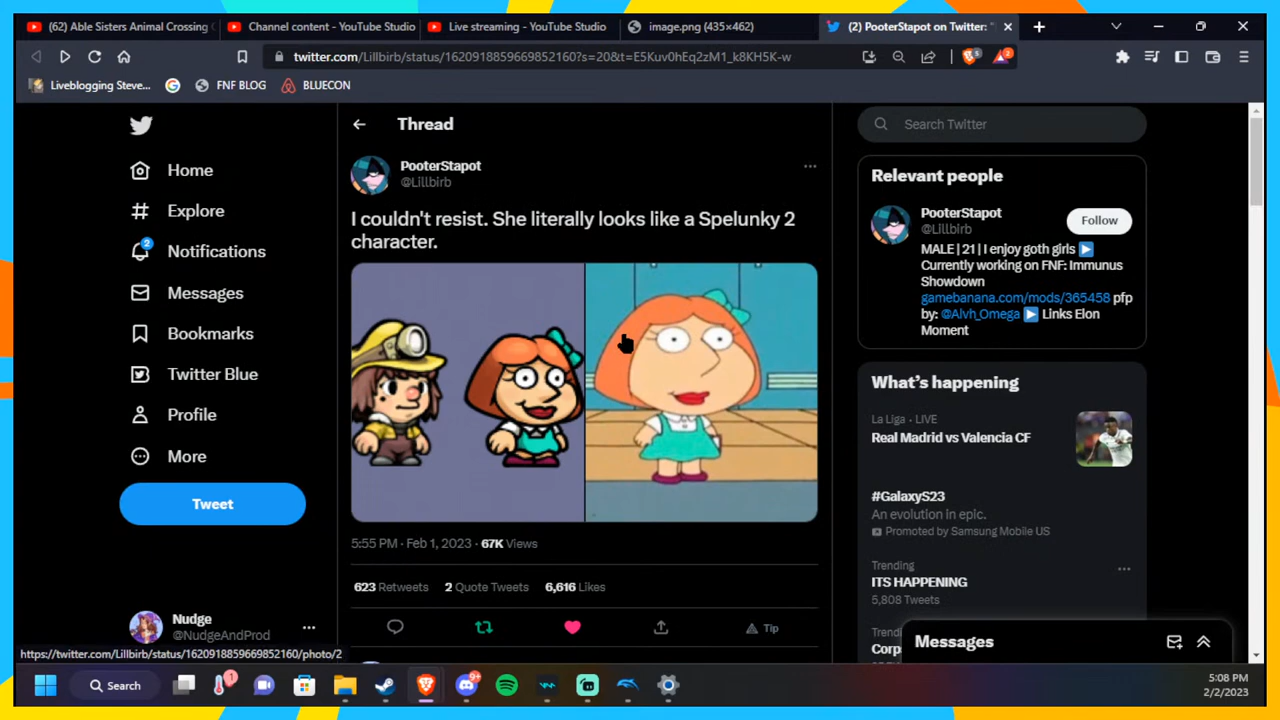 (62) Able Sisters Animal Crossing
Channel content - YouTube Studio
Live streaming - YouTube Studio
image.png (435×462)
(2) PooterStapot on Twitter: "
twitter.com/Lillbirb/status/1620918859669852160?s=20&t=E5Kuv0hEq2zM1_k8KH5K-w
5
2
Liveblogging Steve...
FNF BLOG
BLUECON
Home
Explore
2
Notifications
Messages
Bookmarks
Twitter Blue
Profile
More
Tweet
Nudge
@NudgeAndProd
Thread
PooterStapot
@Lillbirb
I couldn't resist. She literally looks like a Spelunky 2
character.
5:55 PM · Feb 1, 2023 · 67K Views
623 Retweets 2 Quote Tweets 6,616 Likes
Tip
Search Twitter
Relevant people
PooterStapot
@Lillbirb
Follow
MALE | 21 | I enjoy goth girls
Currently working on FNF: Immunus
Showdown
gamebanana.com/mods/365458 pfp
by: @Alvh_Omega Links Elon
Moment
What's happening
La Liga · LIVE
Real Madrid vs Valencia CF
#GalaxyS23
An evolution in epic.
Promoted by Samsung Mobile US
Trending
ITS HAPPENING
5,808 Tweets
Trendi
Corp
Messages
https://twitter.com/Lillbirb/status/1620918859669852160/photo/2
Search
1
9+
5:08 PM
2/2/2023